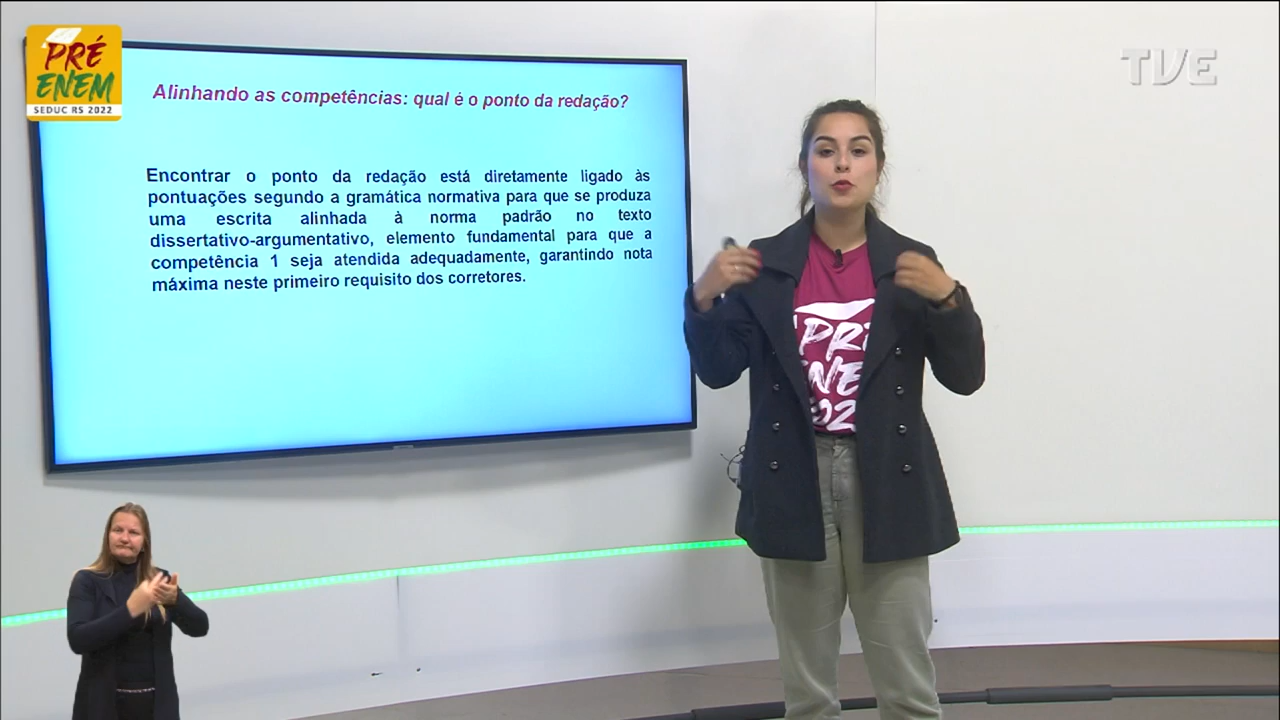 PRÉ
ENEM
SEDUC RS 2022
TVE
Alinhando as competências: qual é o ponto da redação?
Encontrar o ponto da redação está diretamente ligado às
pontuações segundo a gramática normativa para que se produza
uma escrita alinhada à norma padrão no texto
dissertativo-argumentativo, elemento fundamental para que a
competência 1 seja atendida adequadamente, garantindo nota
máxima neste primeiro requisito dos corretores.